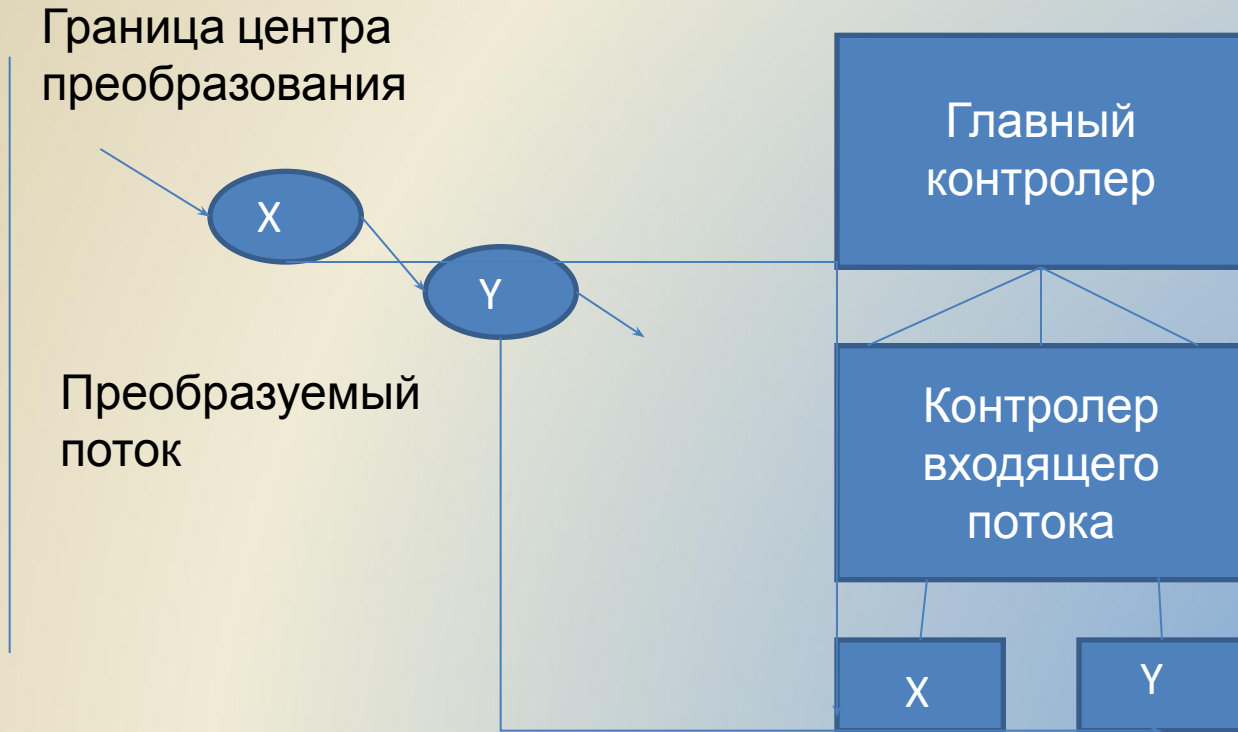 Граница центра
преобразования
X
Y
Преобразуемый
поток
Главный
контролер
Контролер
входящего
потока
X
Y